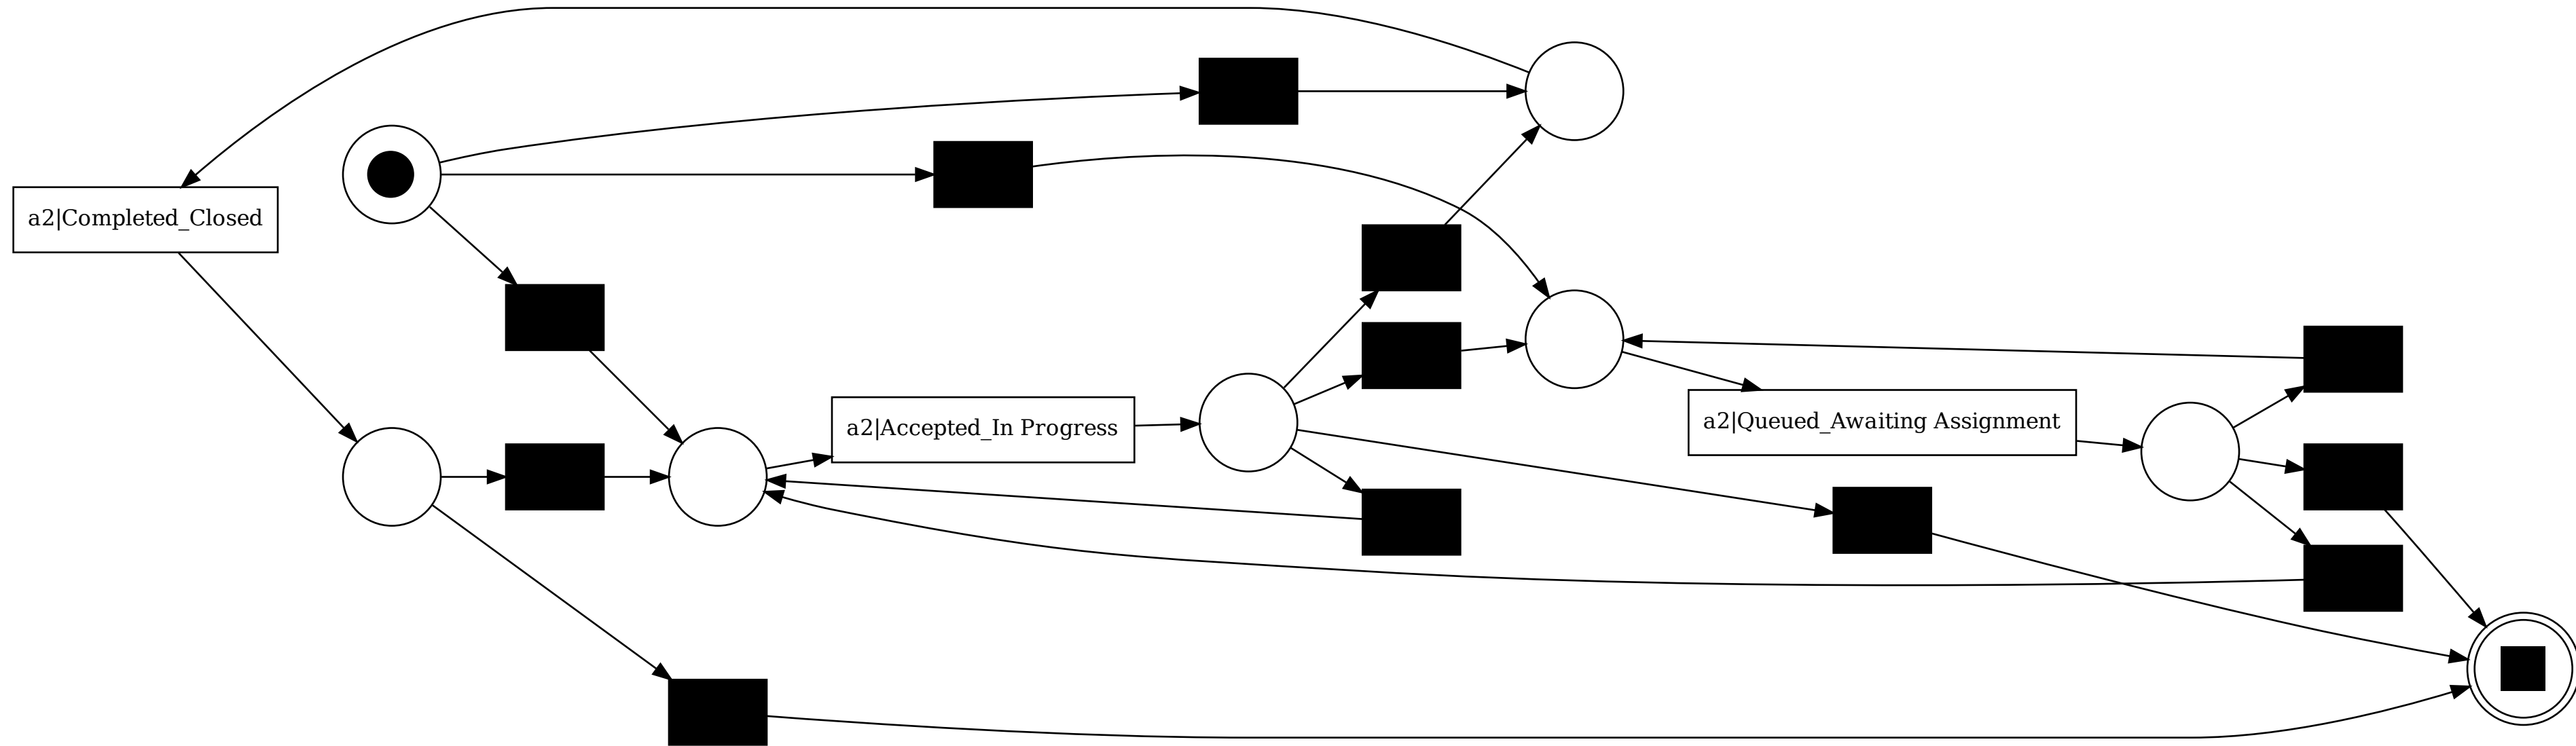 a2|Completed_Closed
a2|Accepted_In Progress
a2|Queued_Awaiting Assignment